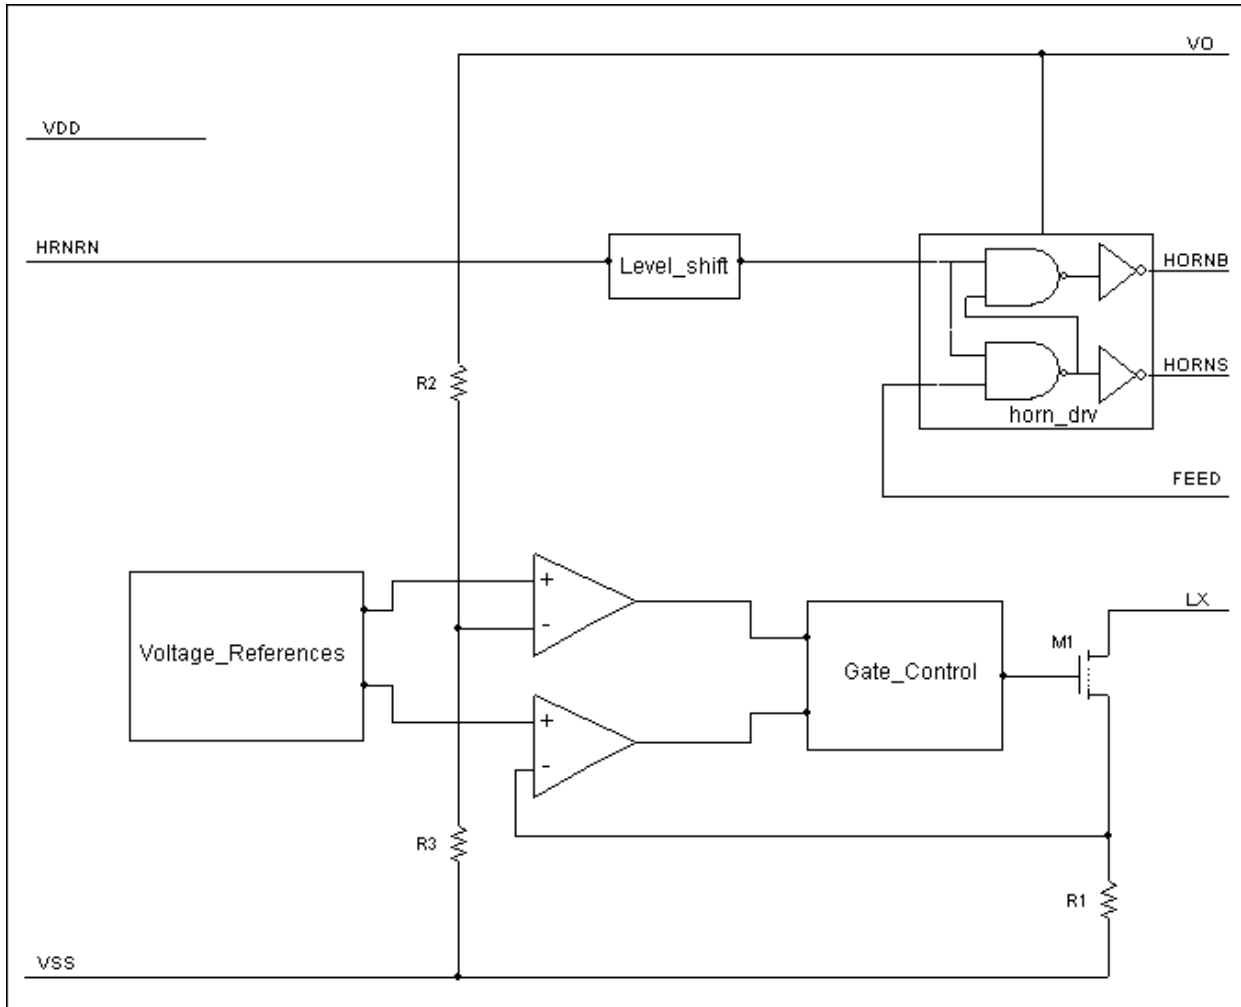 VO
VDD
HRNRN
Level_shift
HORNB
HORNS
R2
horn_drv
FEED
+
-
LX
M1
Voltage_References
Gate_Control
+
-
R3
R1
VSS